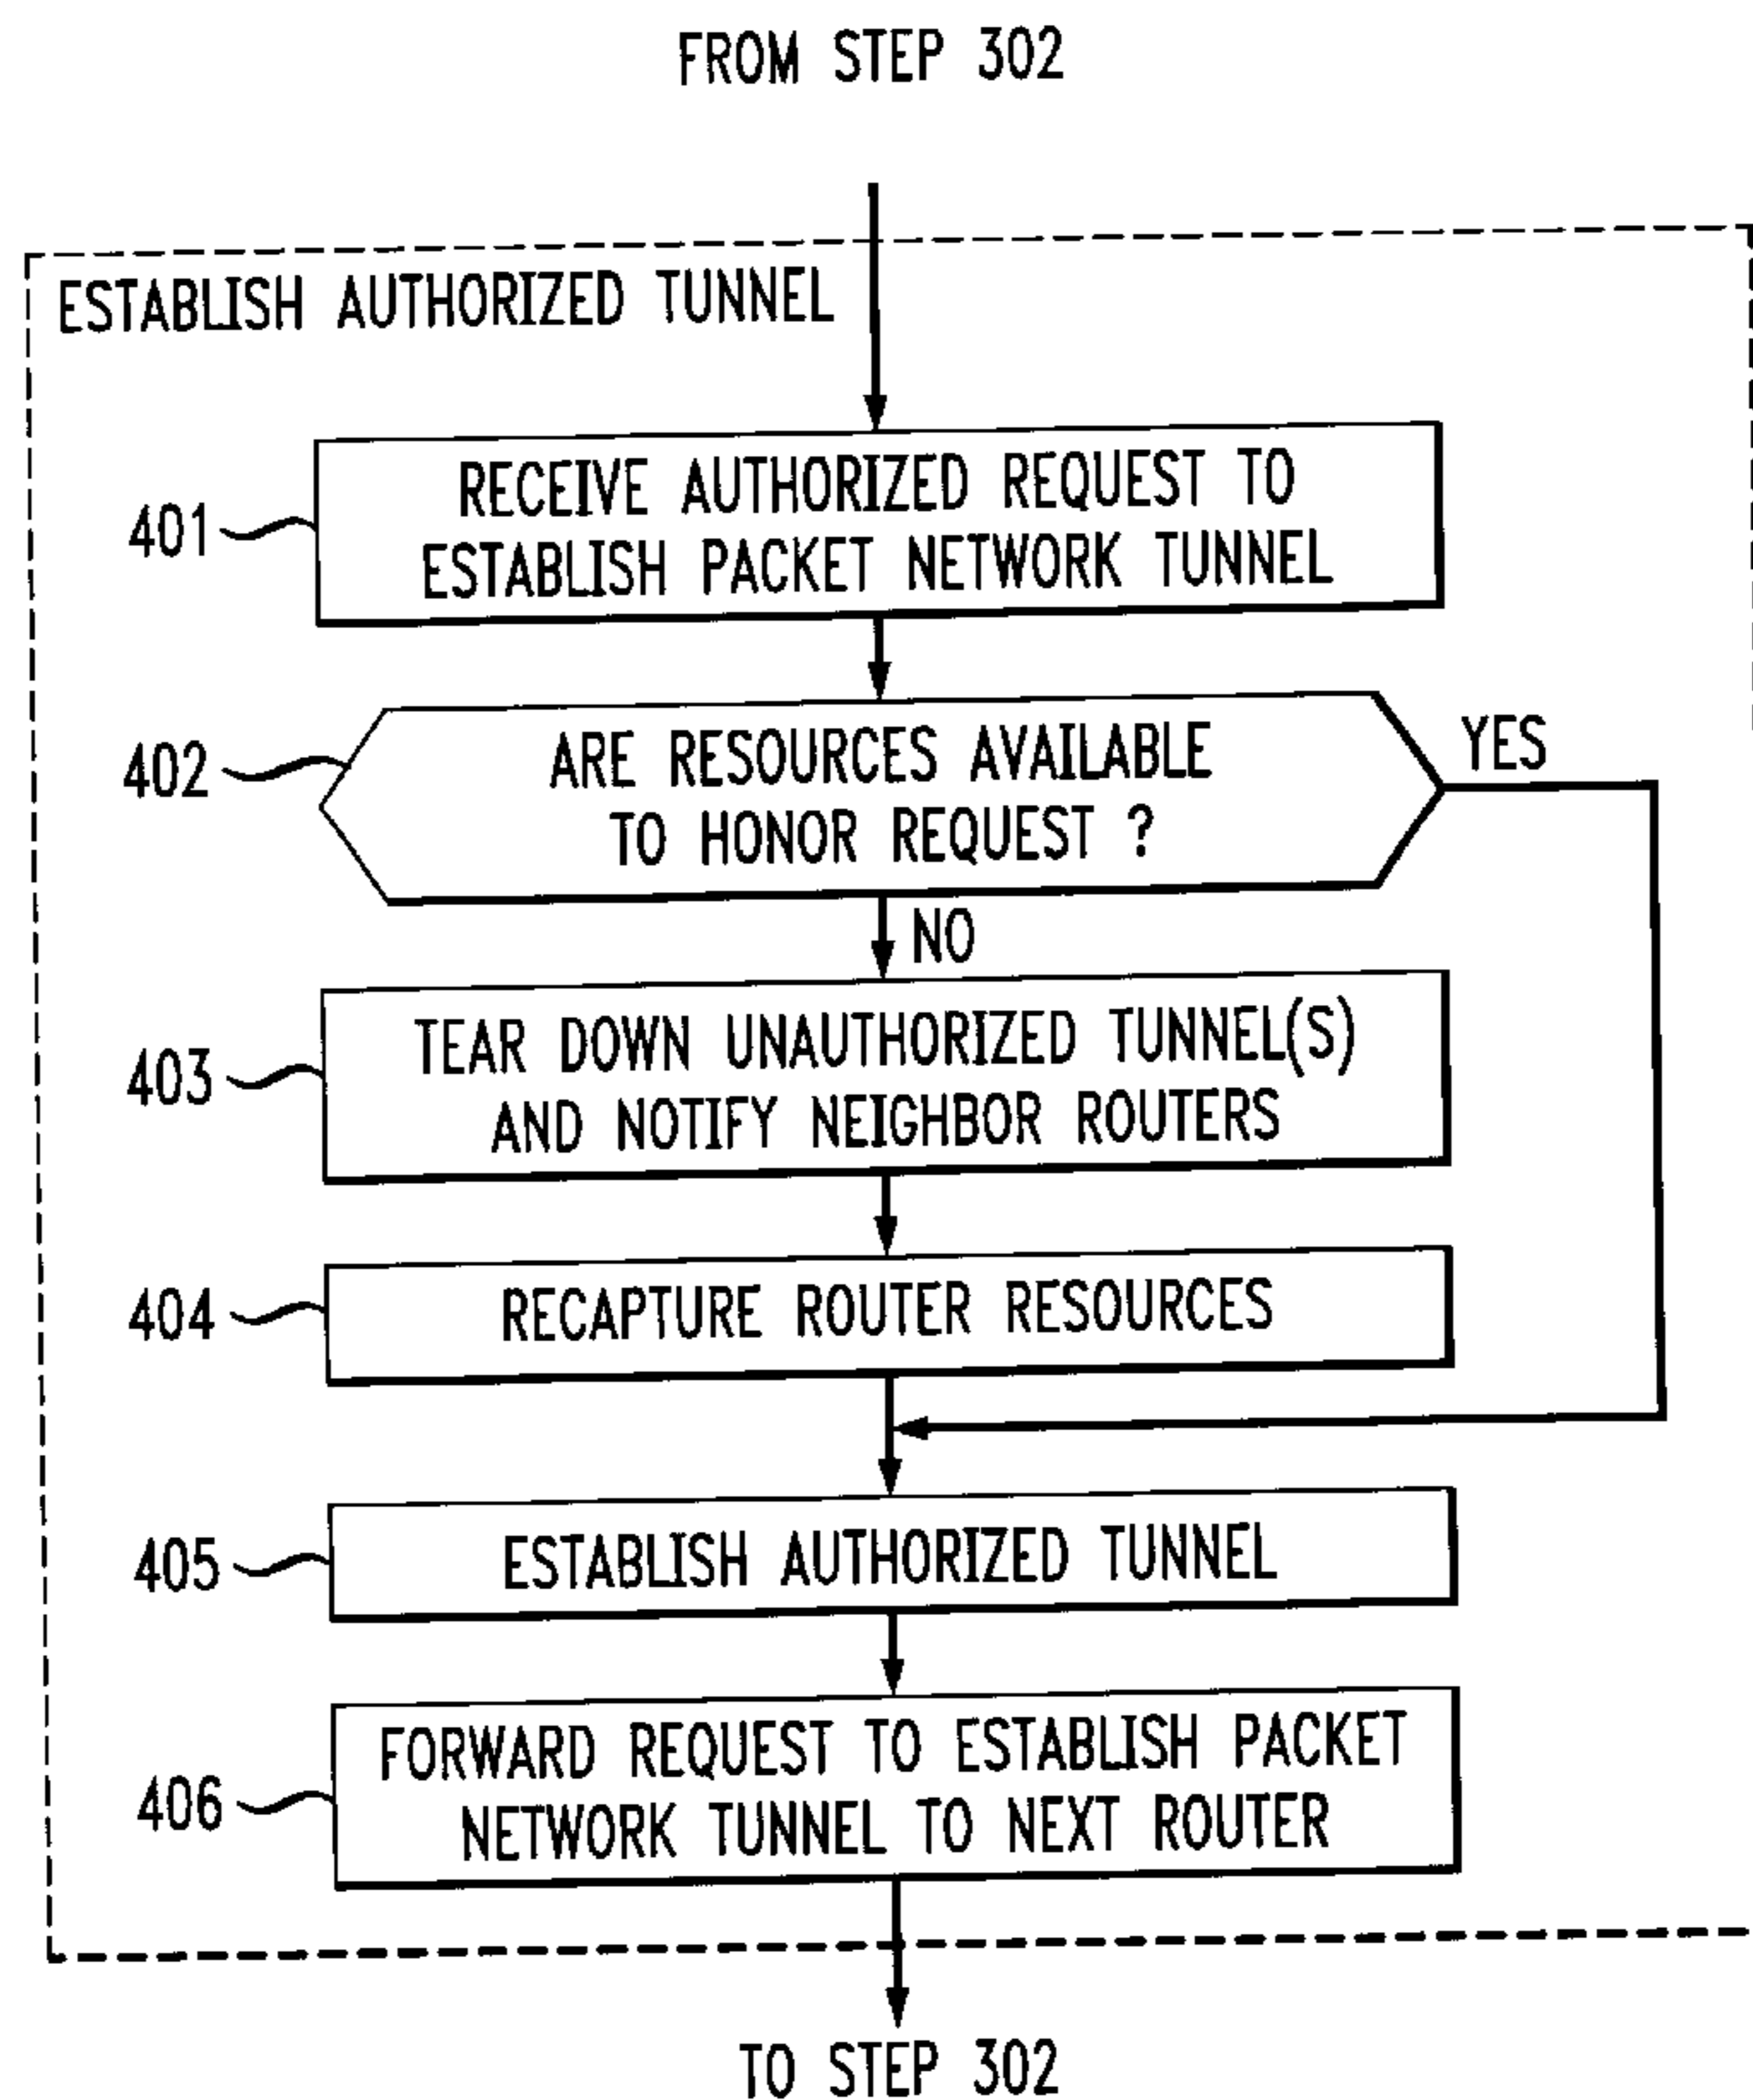 FROM STEP 302
ESTABLISH AUTHORIZED TUNNEL
401
RECEIVE AUTHORIZED REQUEST TO
ESTABLISH PACKET NETWORK TUNNEL
402
ARE RESOURCES AVAILABLE
TO HONOR REQUEST ?
YES
NO
403
TEAR DOWN UNAUTHORIZED TUNNEL(S)
AND NOTIFY NEIGHBOR ROUTERS
404
RECAPTURE ROUTER RESOURCES
405
ESTABLISH AUTHORIZED TUNNEL
406
FORWARD REQUEST TO ESTABLISH PACKET
NETWORK TUNNEL TO NEXT ROUTER
TO STEP 302